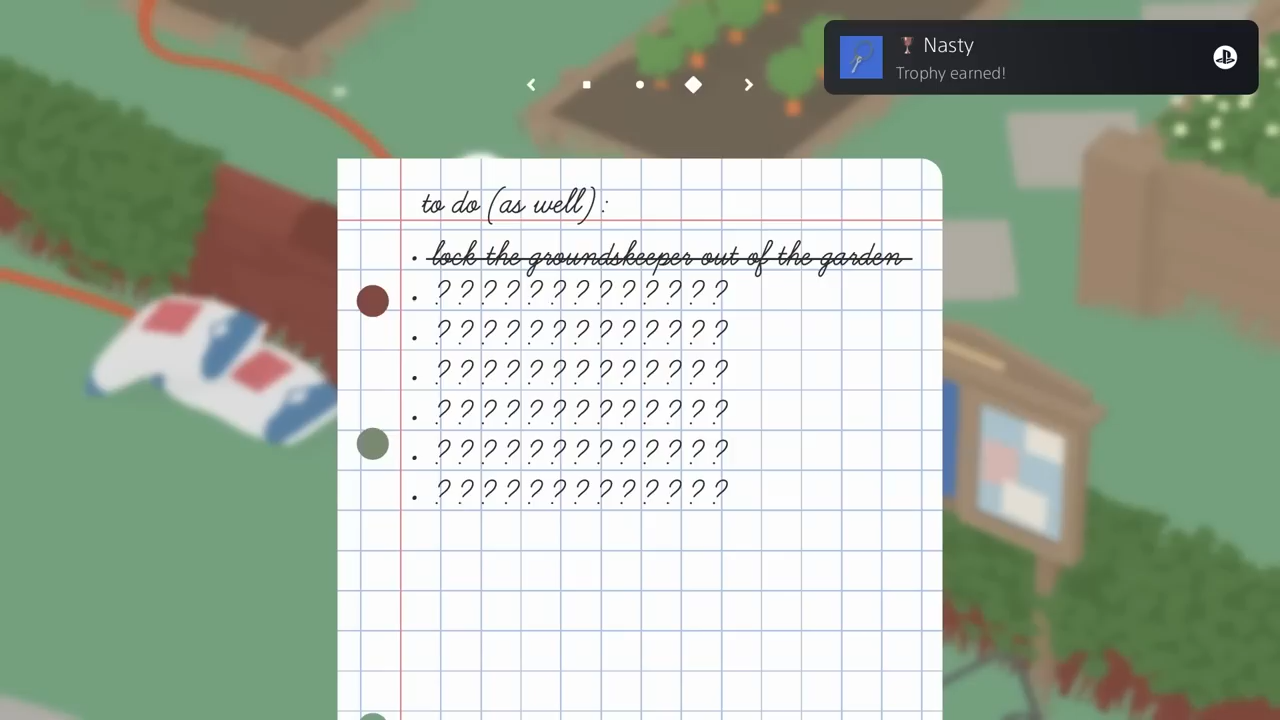 Nasty
Trophy earned!
to do (as well):
• lock the groundskeeper out of the garden
• ? ? ? ? ? ? ? ? ? ? ? ? ?
• ? ? ? ? ? ? ? ? ? ? ? ? ?
• ? ? ? ? ? ? ? ? ? ? ? ? ?
• ? ? ? ? ? ? ? ? ? ? ? ? ?
• ? ? ? ? ? ? ? ? ? ? ? ? ?
• ? ? ? ? ? ? ? ? ? ? ? ? ?